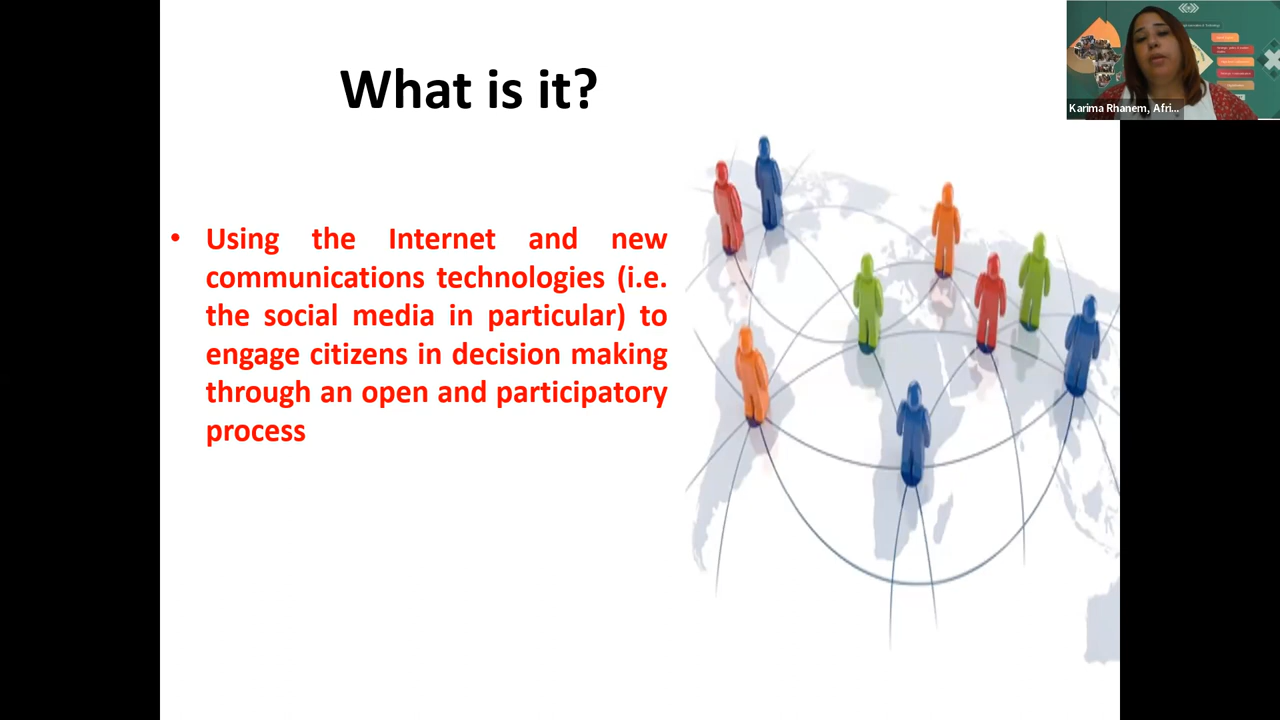 What is it?
• Using the Internet and new
communications technologies (i.e.
the social media in particular) to
engage citizens in decision making
through an open and participatory
process
Karima Rhanem, Afri...